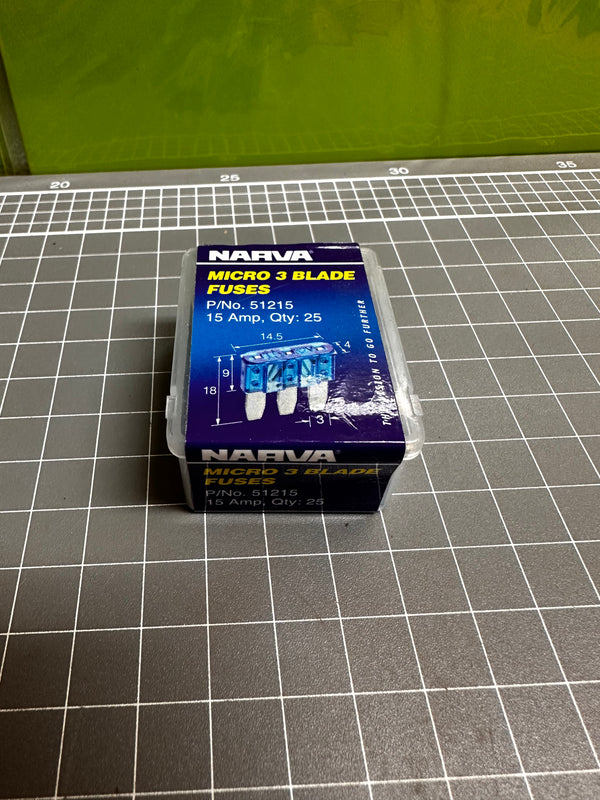 20 25 30 35
NARVA
MICRO 3 BLADE
FUSES
P/No. 51215
15 Amp, Qty: 25
14.5
4
9
18
3
THE VISION TO GO FURTHER
NARVA
MICRO 3 BLADE
FUSES
P/No. 51215
15 Amp, Qty: 25